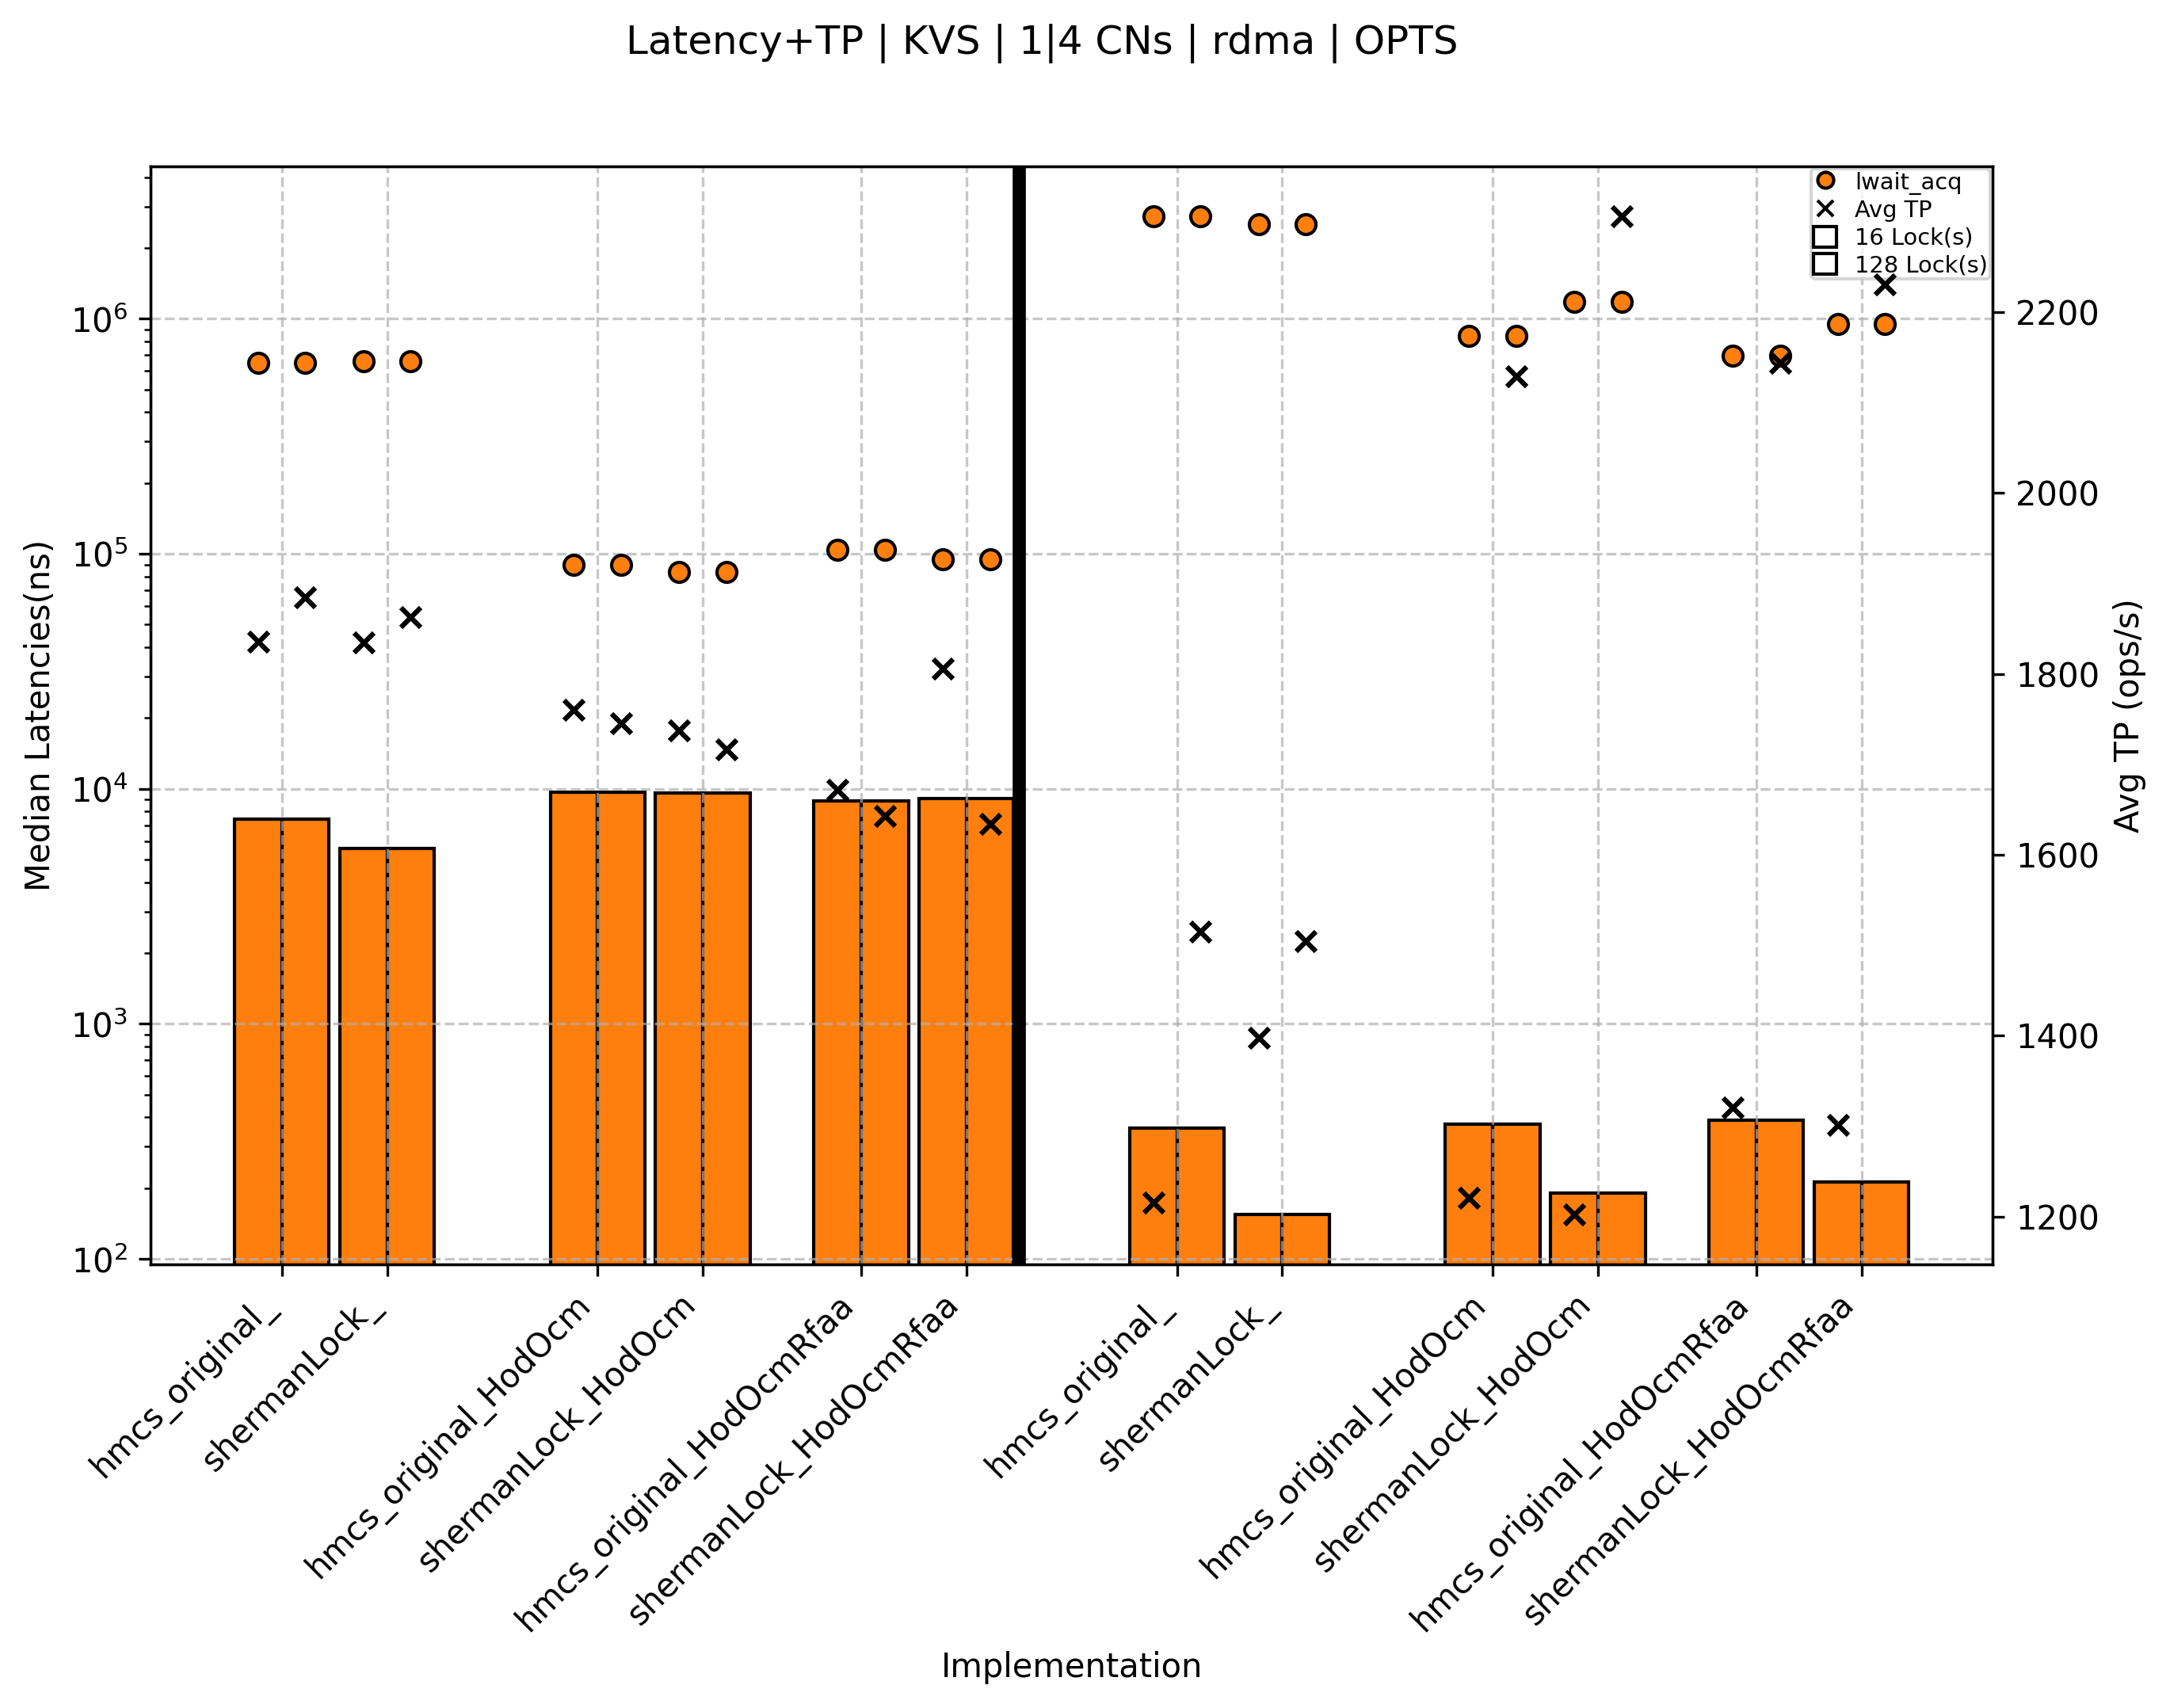 Latency+TP | KVS | 1|4 CNs | rdma | OPTS
lwait_acq
Avg TP
16 Lock(s)
128 Lock(s)
Median Latencies(ns)
10^6
10^5
10^4
10^3
10^2
Avg TP (ops/s)
2200
2000
1800
1600
1400
1200
hmcs_original_
shermanLock_
hmcs_original_HodOcm
shermanLock_HodOcm
hmcs_original_HodOcmRfaa
shermanLock_HodOcmRfaa
hmcs_original_
shermanLock_
hmcs_original_HodOcm
shermanLock_HodOcm
hmcs_original_HodOcmRfaa
shermanLock_HodOcmRfaa
Implementation